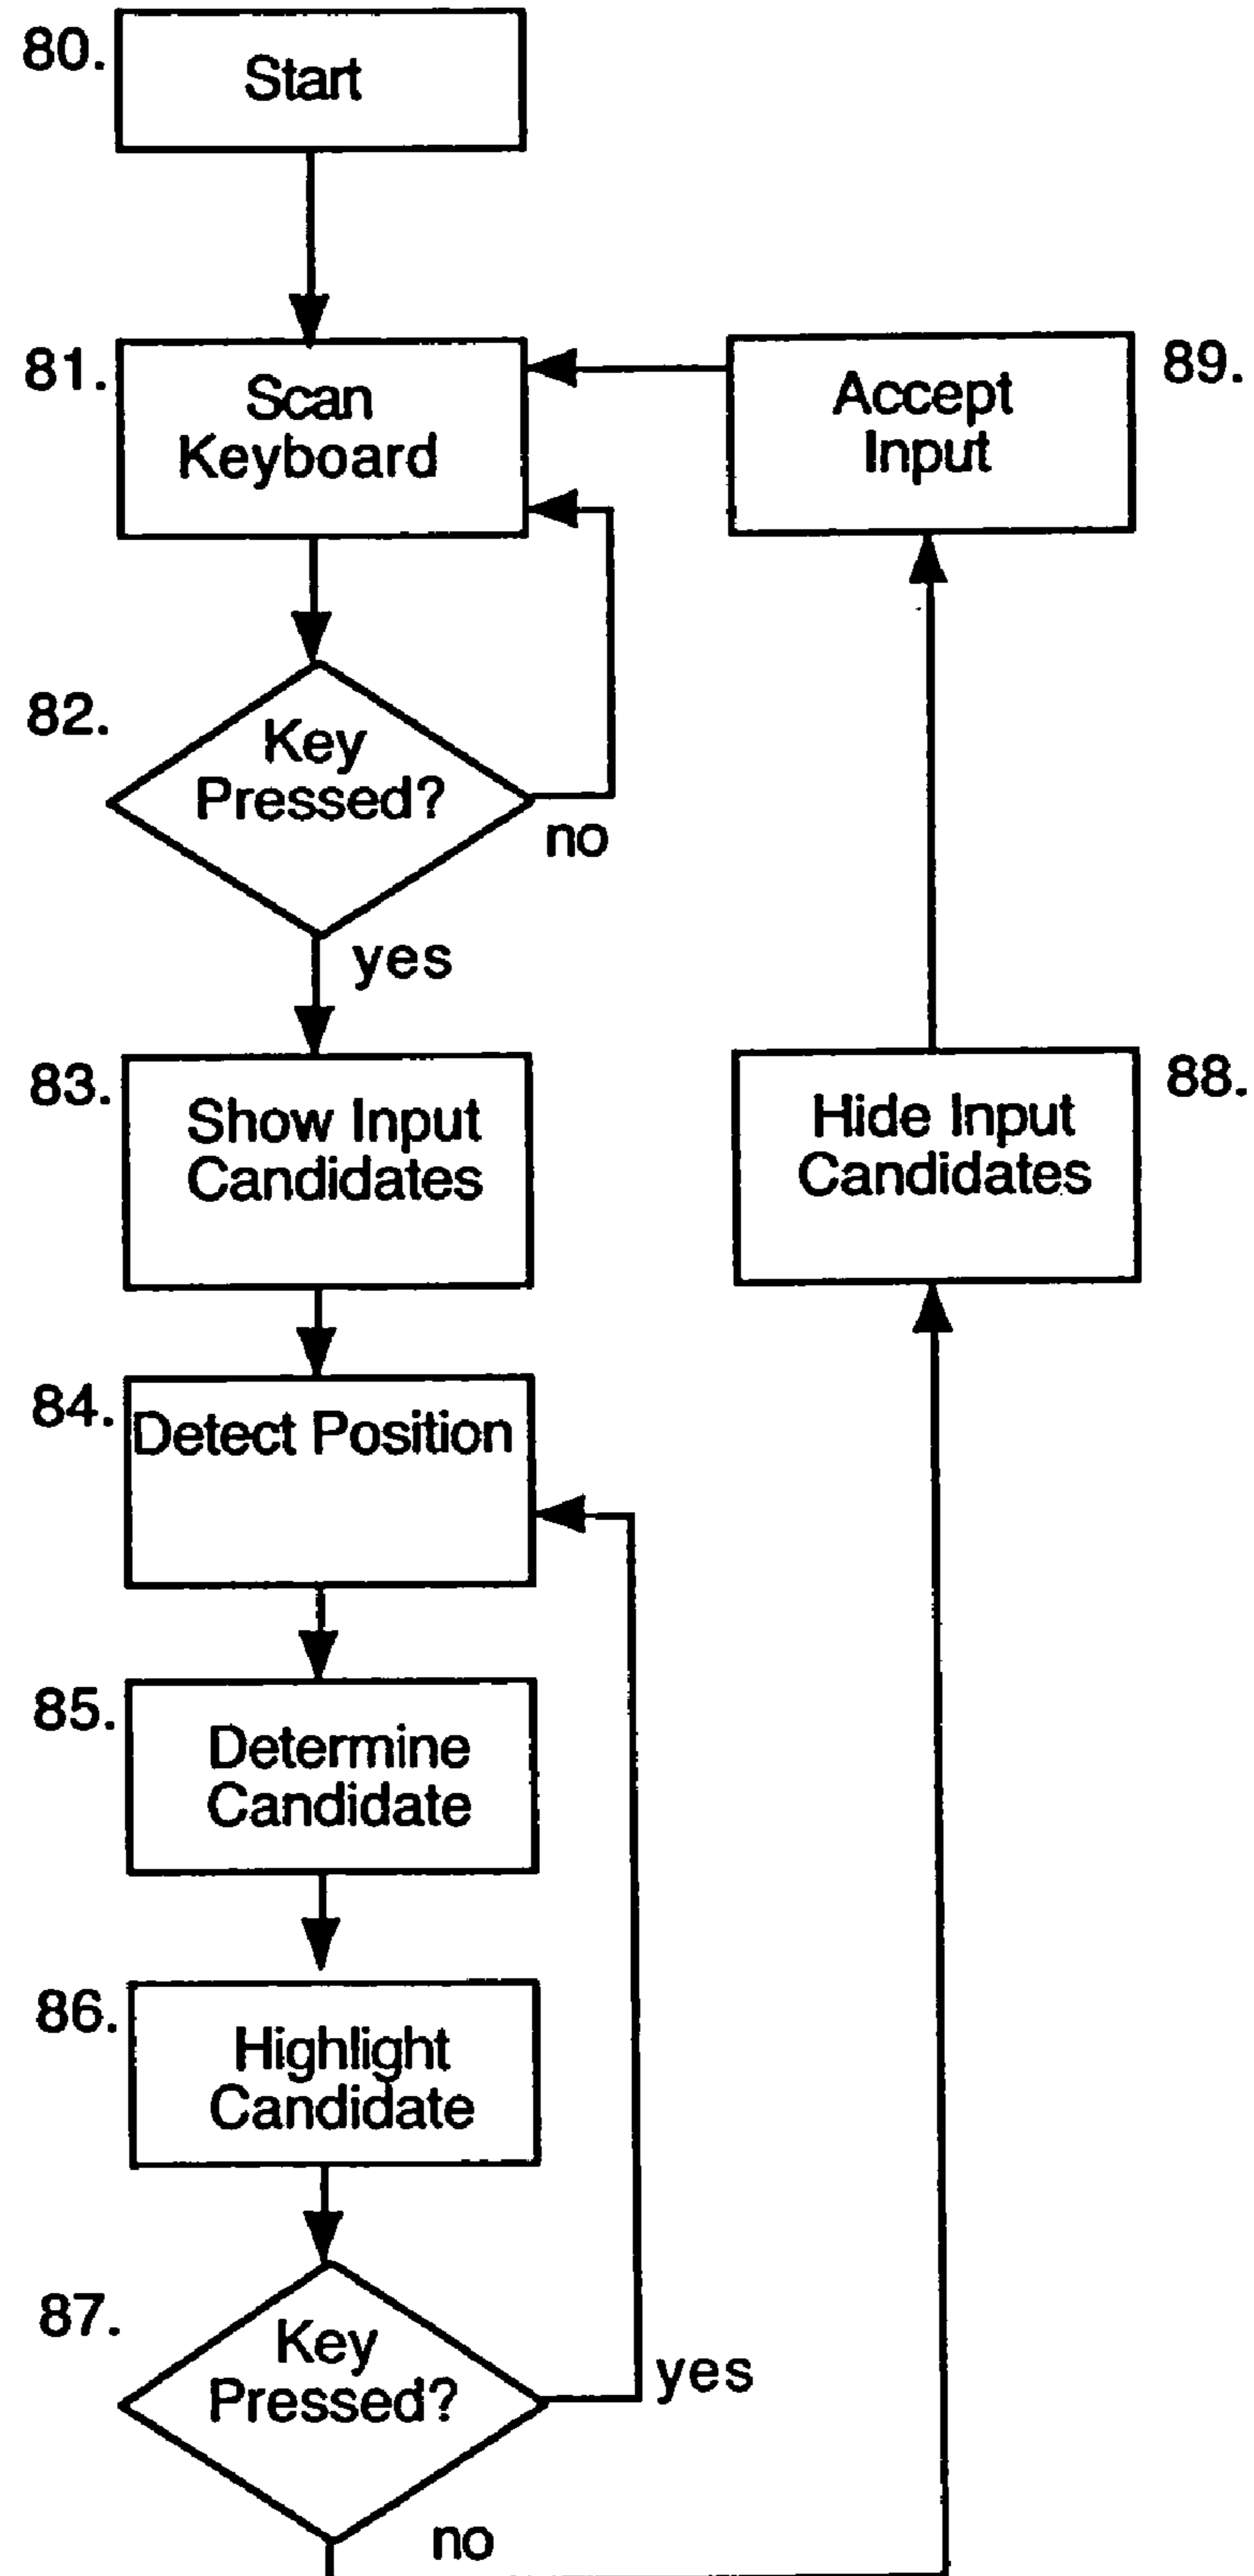 80.
Start
81.
Scan
Keyboard
89.
Accept
Input
82.
Key
Pressed?
no
yes
83.
Show Input
Candidates
88.
Hide Input
Candidates
84.
Detect Position
85.
Determine
Candidate
86.
Highlight
Candidate
87.
Key
Pressed?
yes
no